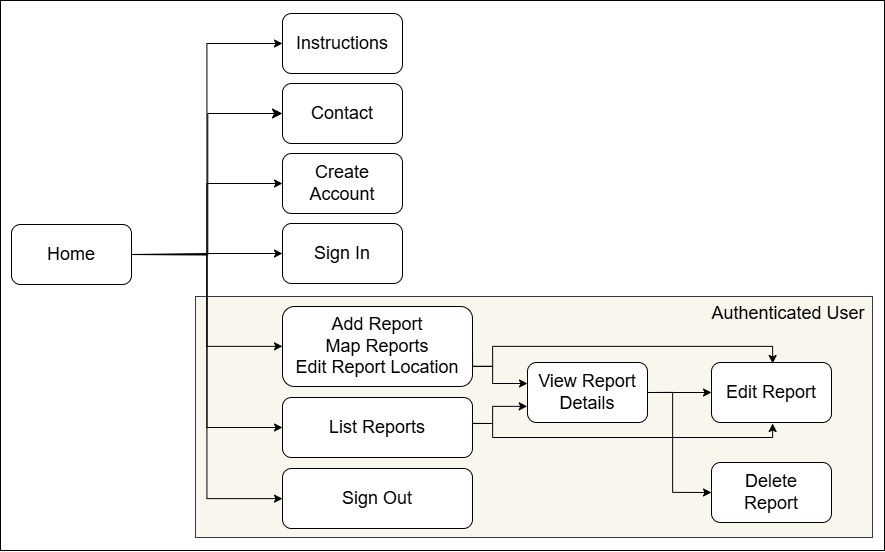 Instructions
Contact
Create
Account
Home
Sign In
Authenticated User
Add Report
Map Reports
Edit Report Location
View Report
Details
Edit Report
List Reports
Delete
Report
Sign Out